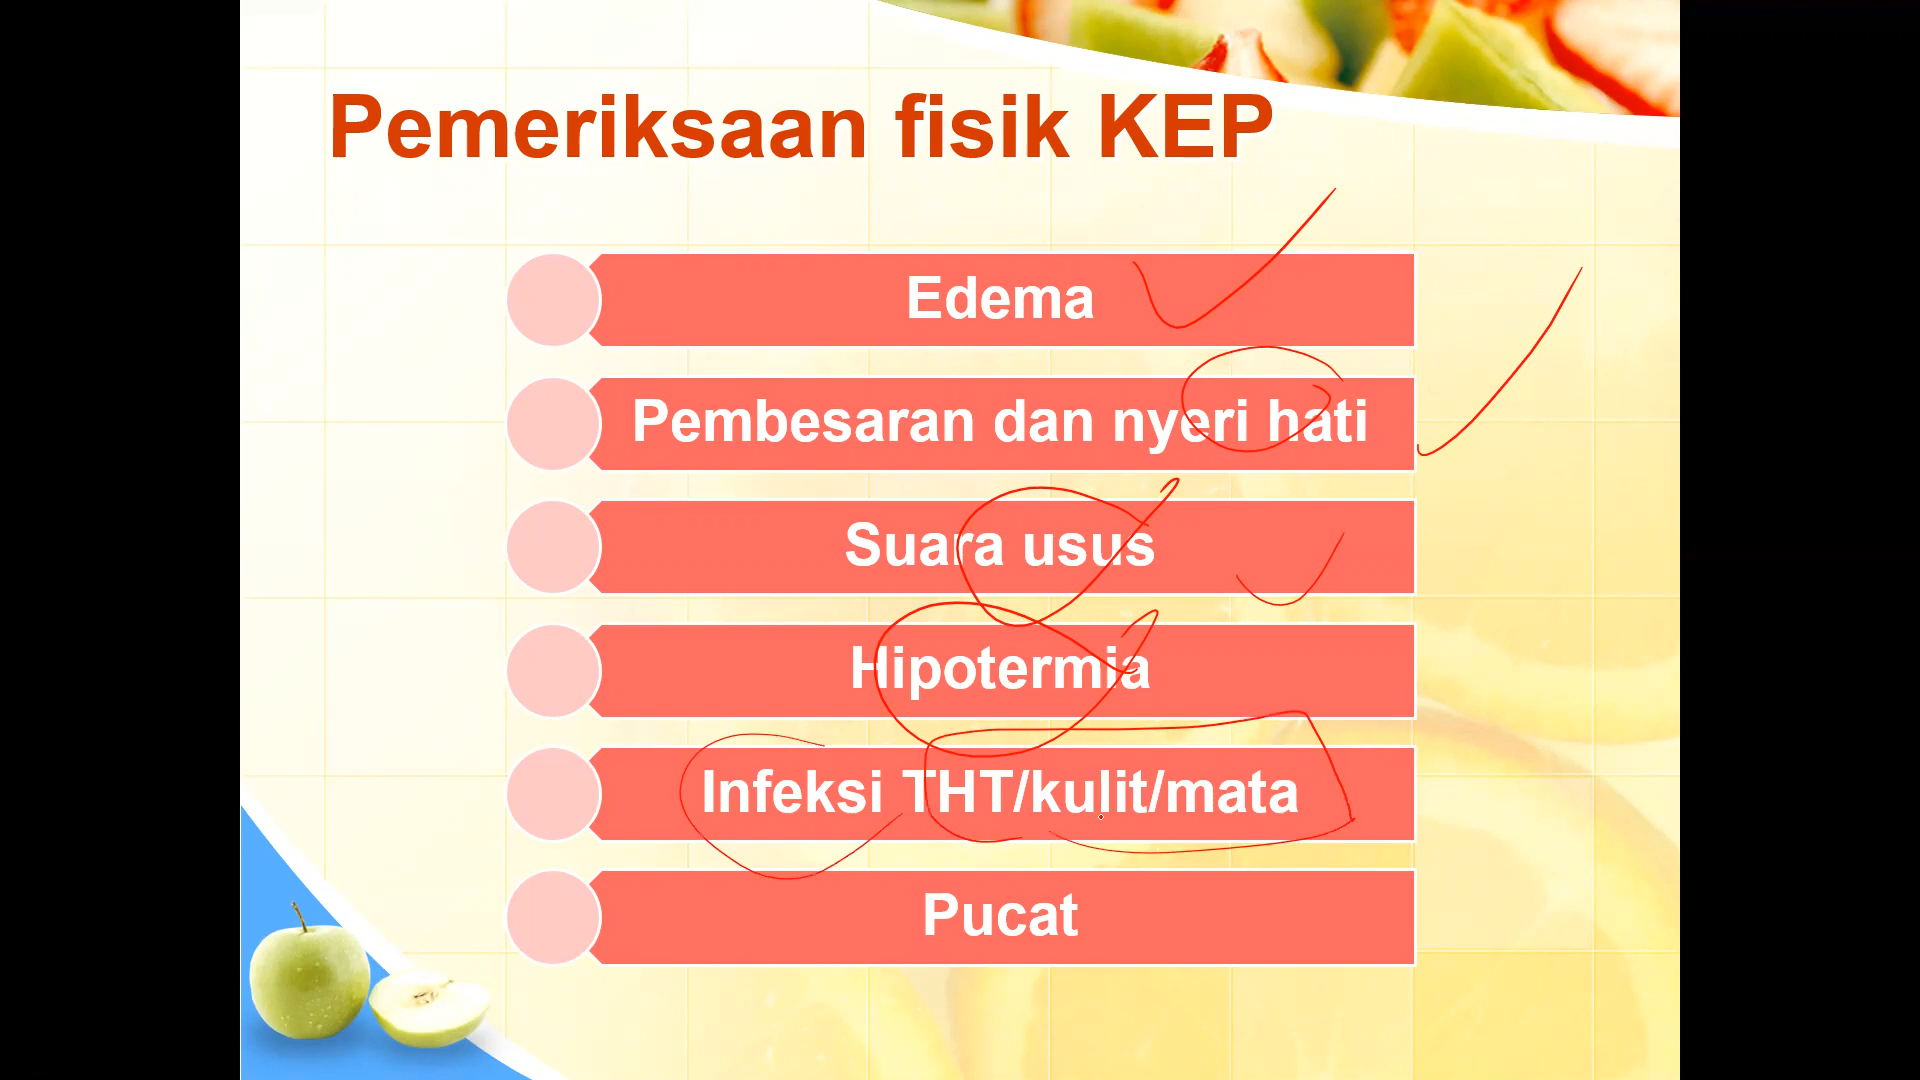 Pemeriksaan fisik KEP
Edema
Pembesaran dan nyeri hati
Suara usus
Hipotermia
Infeksi THT/kulit/mata
Pucat